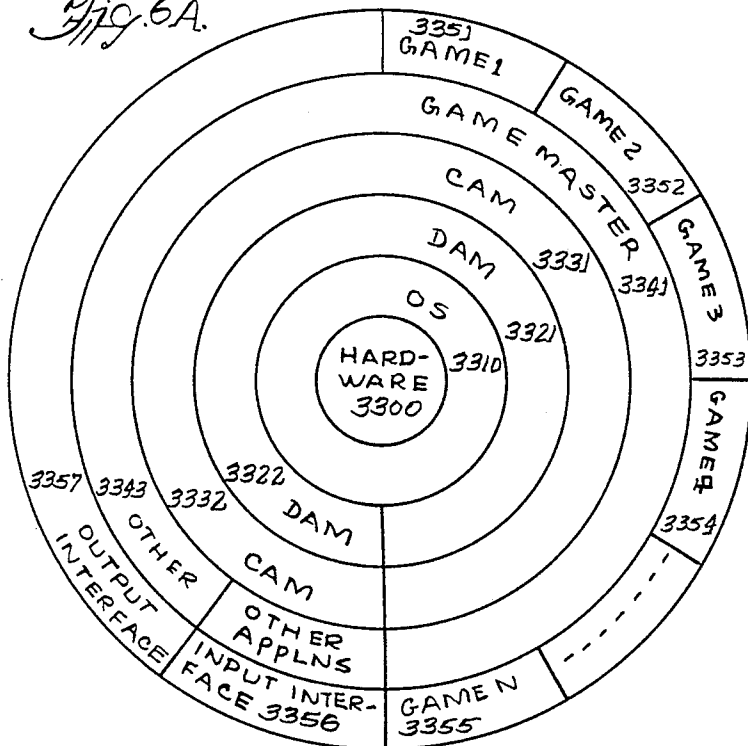 Fig. 6A.
3351
GAME1
GAME2
3352
GAME 3
3353
GAME4
3354
GAME MASTER
3341
CAM
3331
DAM
3321
OS
3310
HARD-
WARE
3300
3322
DAM
3332
CAM
3343
OTHER
3357
OUTPUT
INTERFACE
OTHER
APPLNS
INPUT INTER-
FACE 3356
GAME N
3355